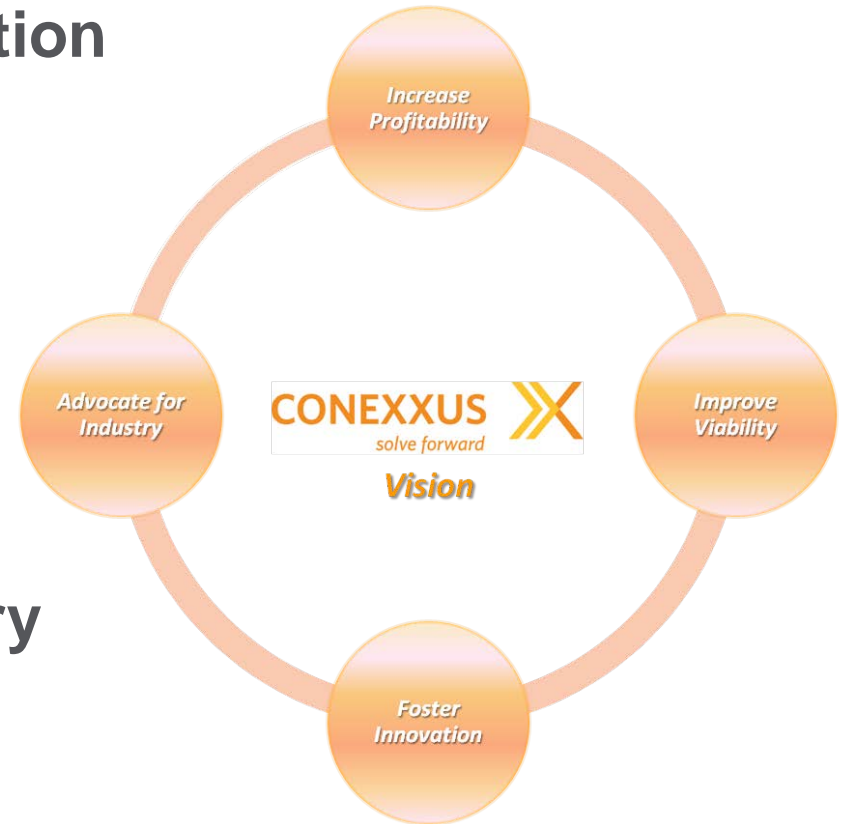 tion
Increase
Profitability
Advocate for
Industry
CONEXXUS
solve forward
Vision
Improve
Viability
ry
Foster
Innovation